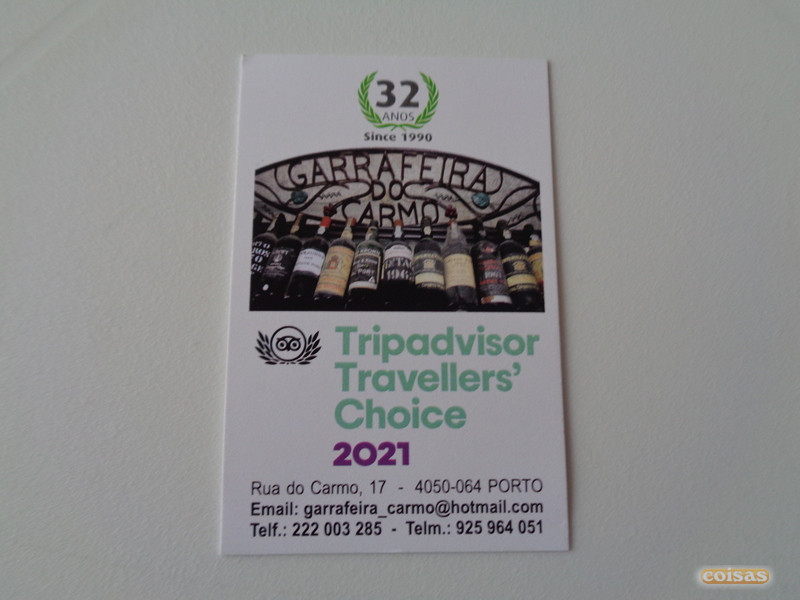 32
ANOS
Since 1990
GARRAFEIRA
DO
CARMO
PORT
Tripadvisor
Travellers'
Choice
2021
Rua do Carmo, 17 - 4050-064 PORTO
Email: garrafeira_carmo@hotmail.com
Telf.: 222 003 285 - Telm.: 925 964 051
coisas